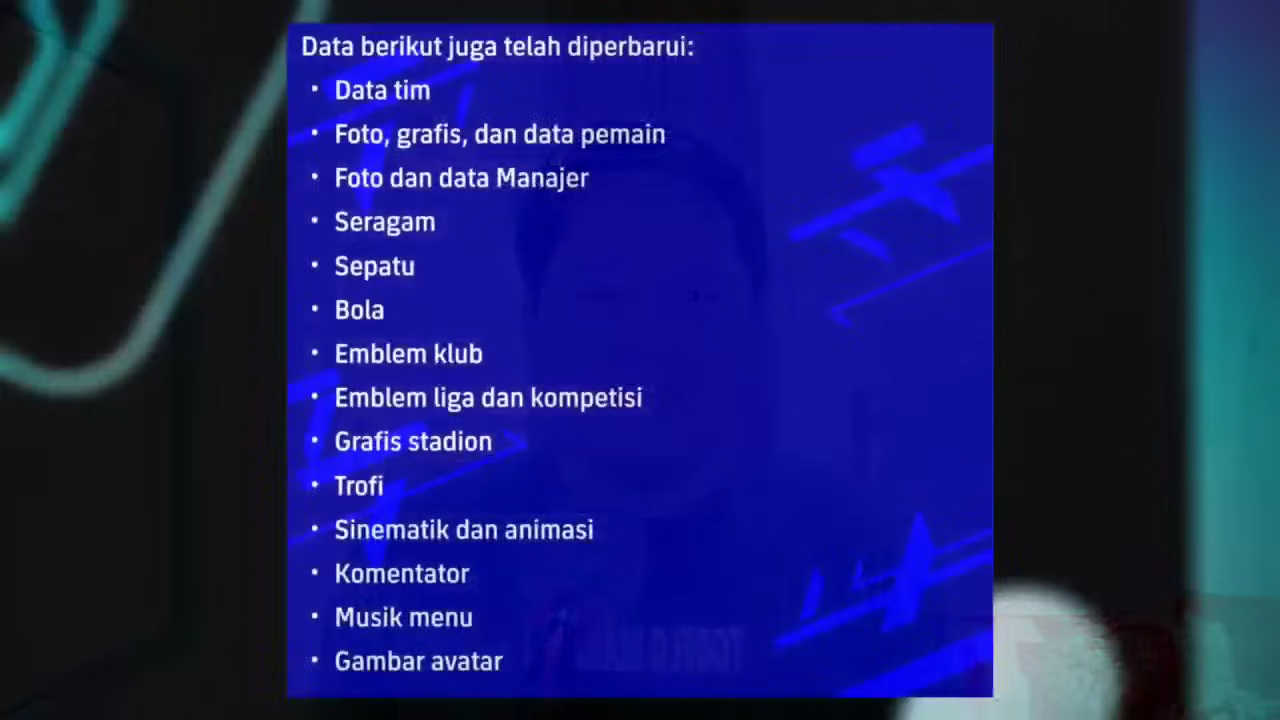 Data berikut juga telah diperbarui:
• Data tim
• Foto, grafis, dan data pemain
• Foto dan data Manajer
• Seragam
• Sepatu
• Bola
• Emblem klub
• Emblem liga dan kompetisi
• Grafis stadion
• Trofi
• Sinematik dan animasi
• Komentator
• Musik menu
• Gambar avatar